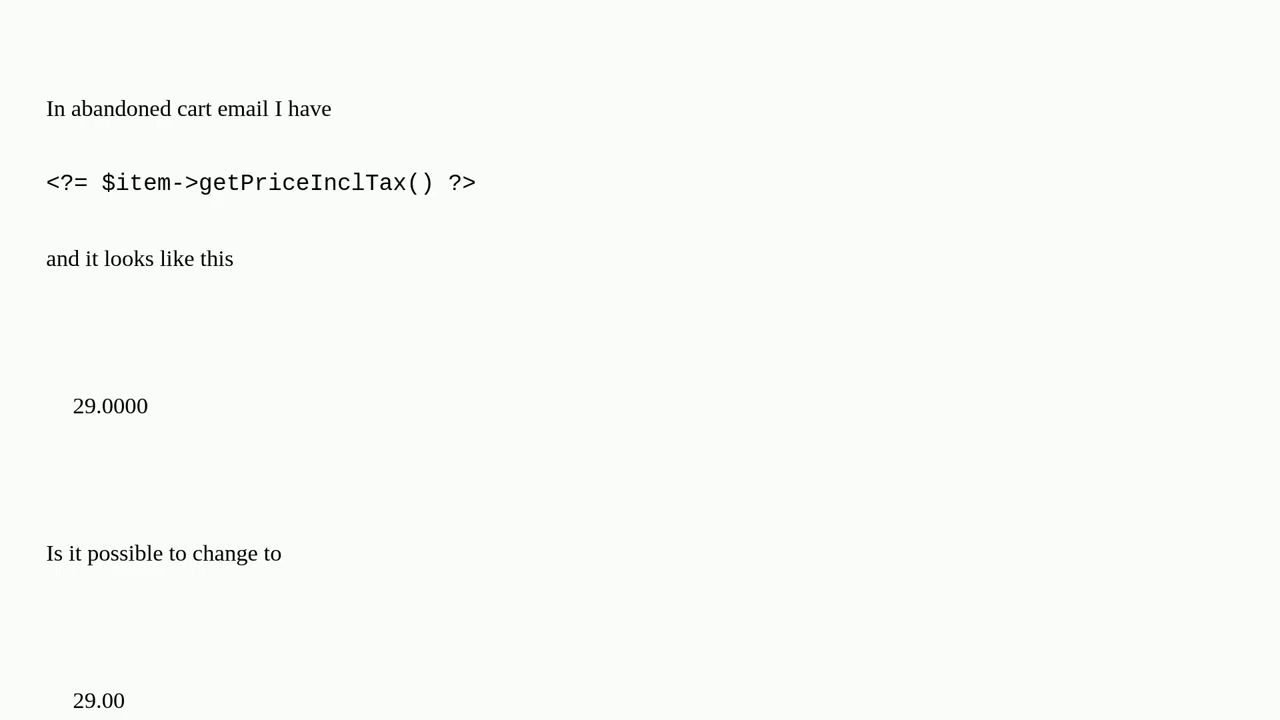 In abandoned cart email I have
<?= $item->getPriceInclTax() ?>
and it looks like this
29.0000
Is it possible to change to
29.00